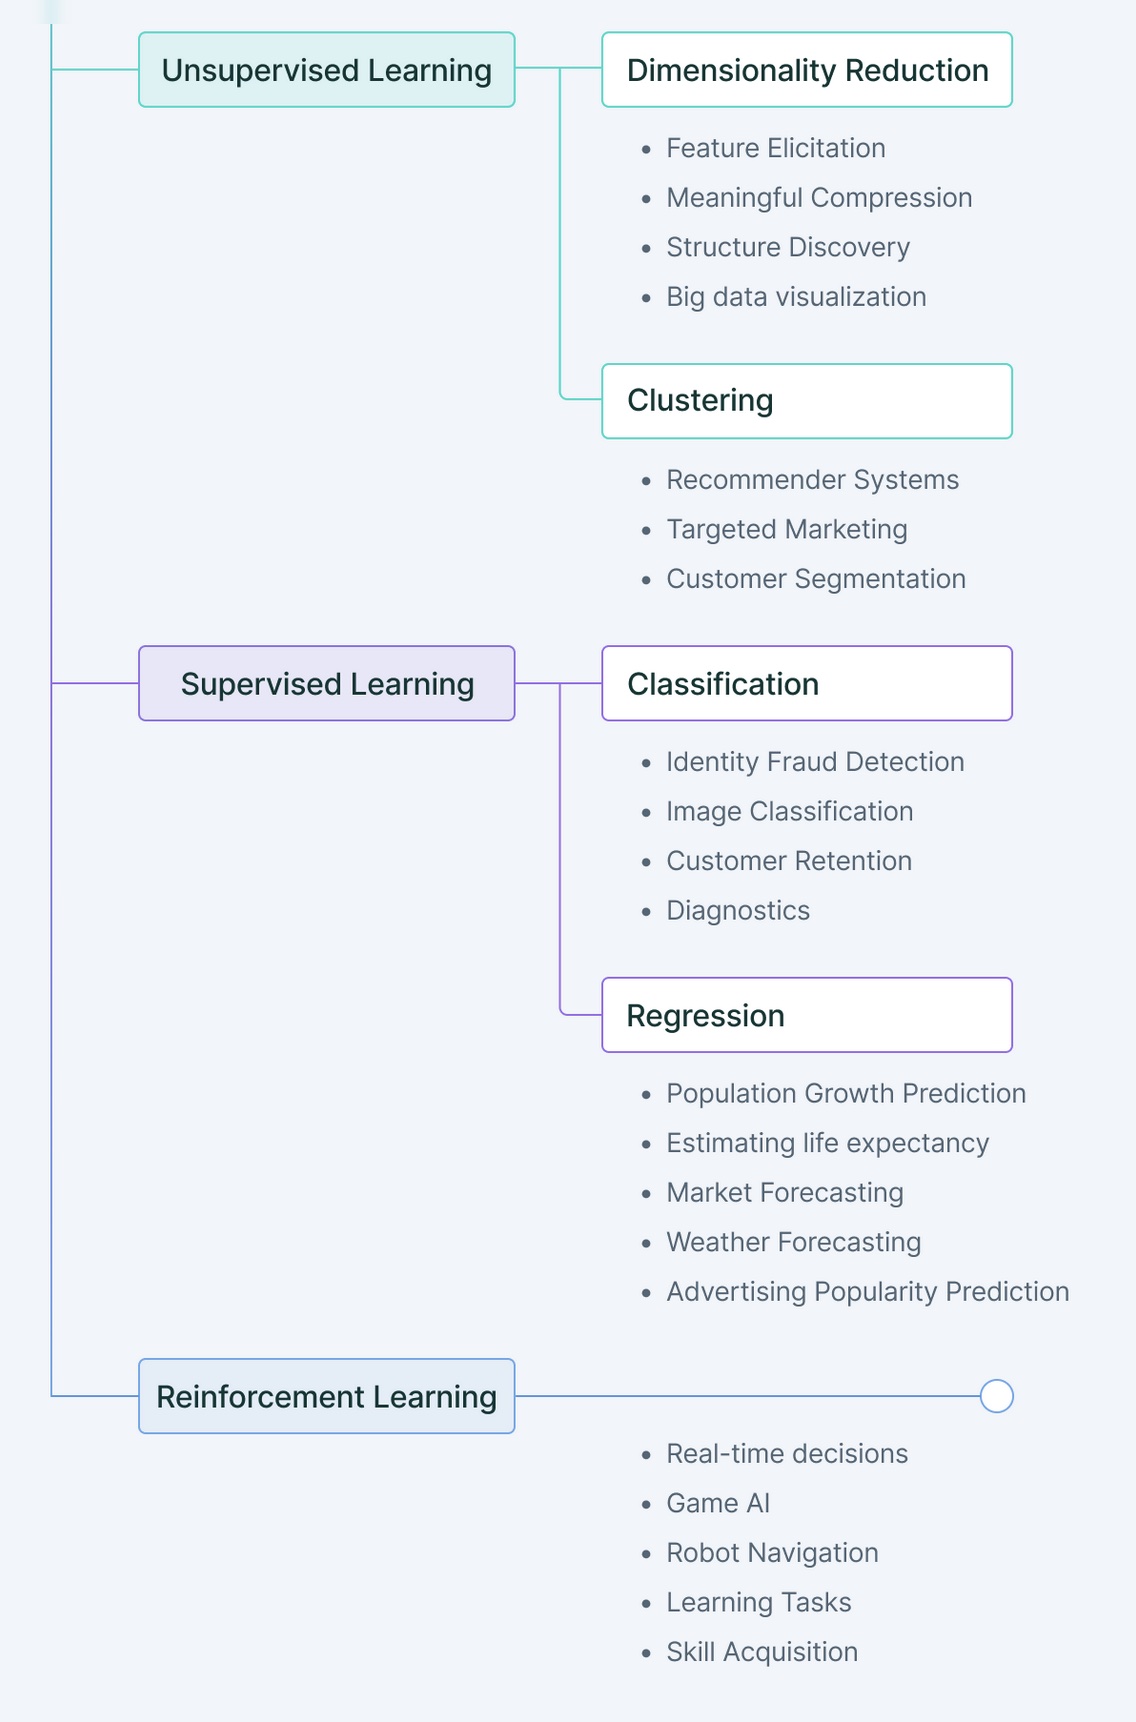 Unsupervised Learning
Dimensionality Reduction
Feature Elicitation
Meaningful Compression
Structure Discovery
Big data visualization
Clustering
Recommender Systems
Targeted Marketing
Customer Segmentation
Supervised Learning
Classification
Identity Fraud Detection
Image Classification
Customer Retention
Diagnostics
Regression
Population Growth Prediction
Estimating life expectancy
Market Forecasting
Weather Forecasting
Advertising Popularity Prediction
Reinforcement Learning
Real-time decisions
Game AI
Robot Navigation
Learning Tasks
Skill Acquisition